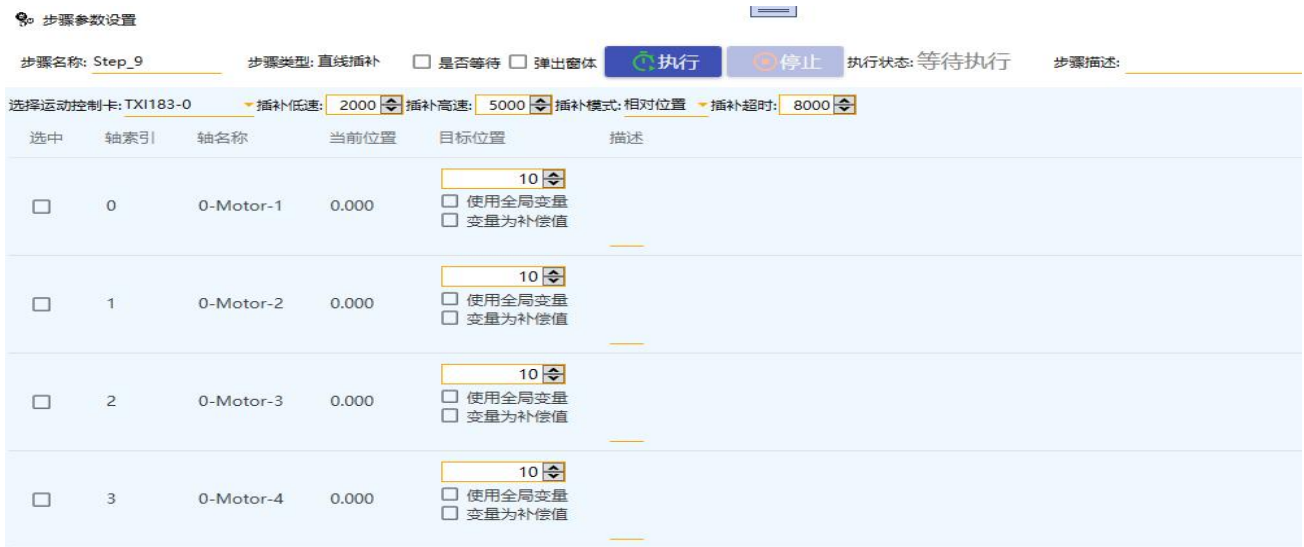 步骤参数设置
步骤名称: Step_9 步骤类型: 直线插补 是否等待 弹出窗体 执行 停止 执行状态: 等待执行 步骤描述:
选择运动控制卡: TXI183-0 插补低速: 2000 插补高速: 5000 插补模式: 相对位置 插补超时: 8000
选中 轴索引 轴名称 当前位置 目标位置 描述
10
使用全局变量
0 0-Motor-1 0.000
变量为补偿值
10
使用全局变量
1 0-Motor-2 0.000
变量为补偿值
10
使用全局变量
2 0-Motor-3 0.000
变量为补偿值
10
使用全局变量
3 0-Motor-4 0.000
变量为补偿值